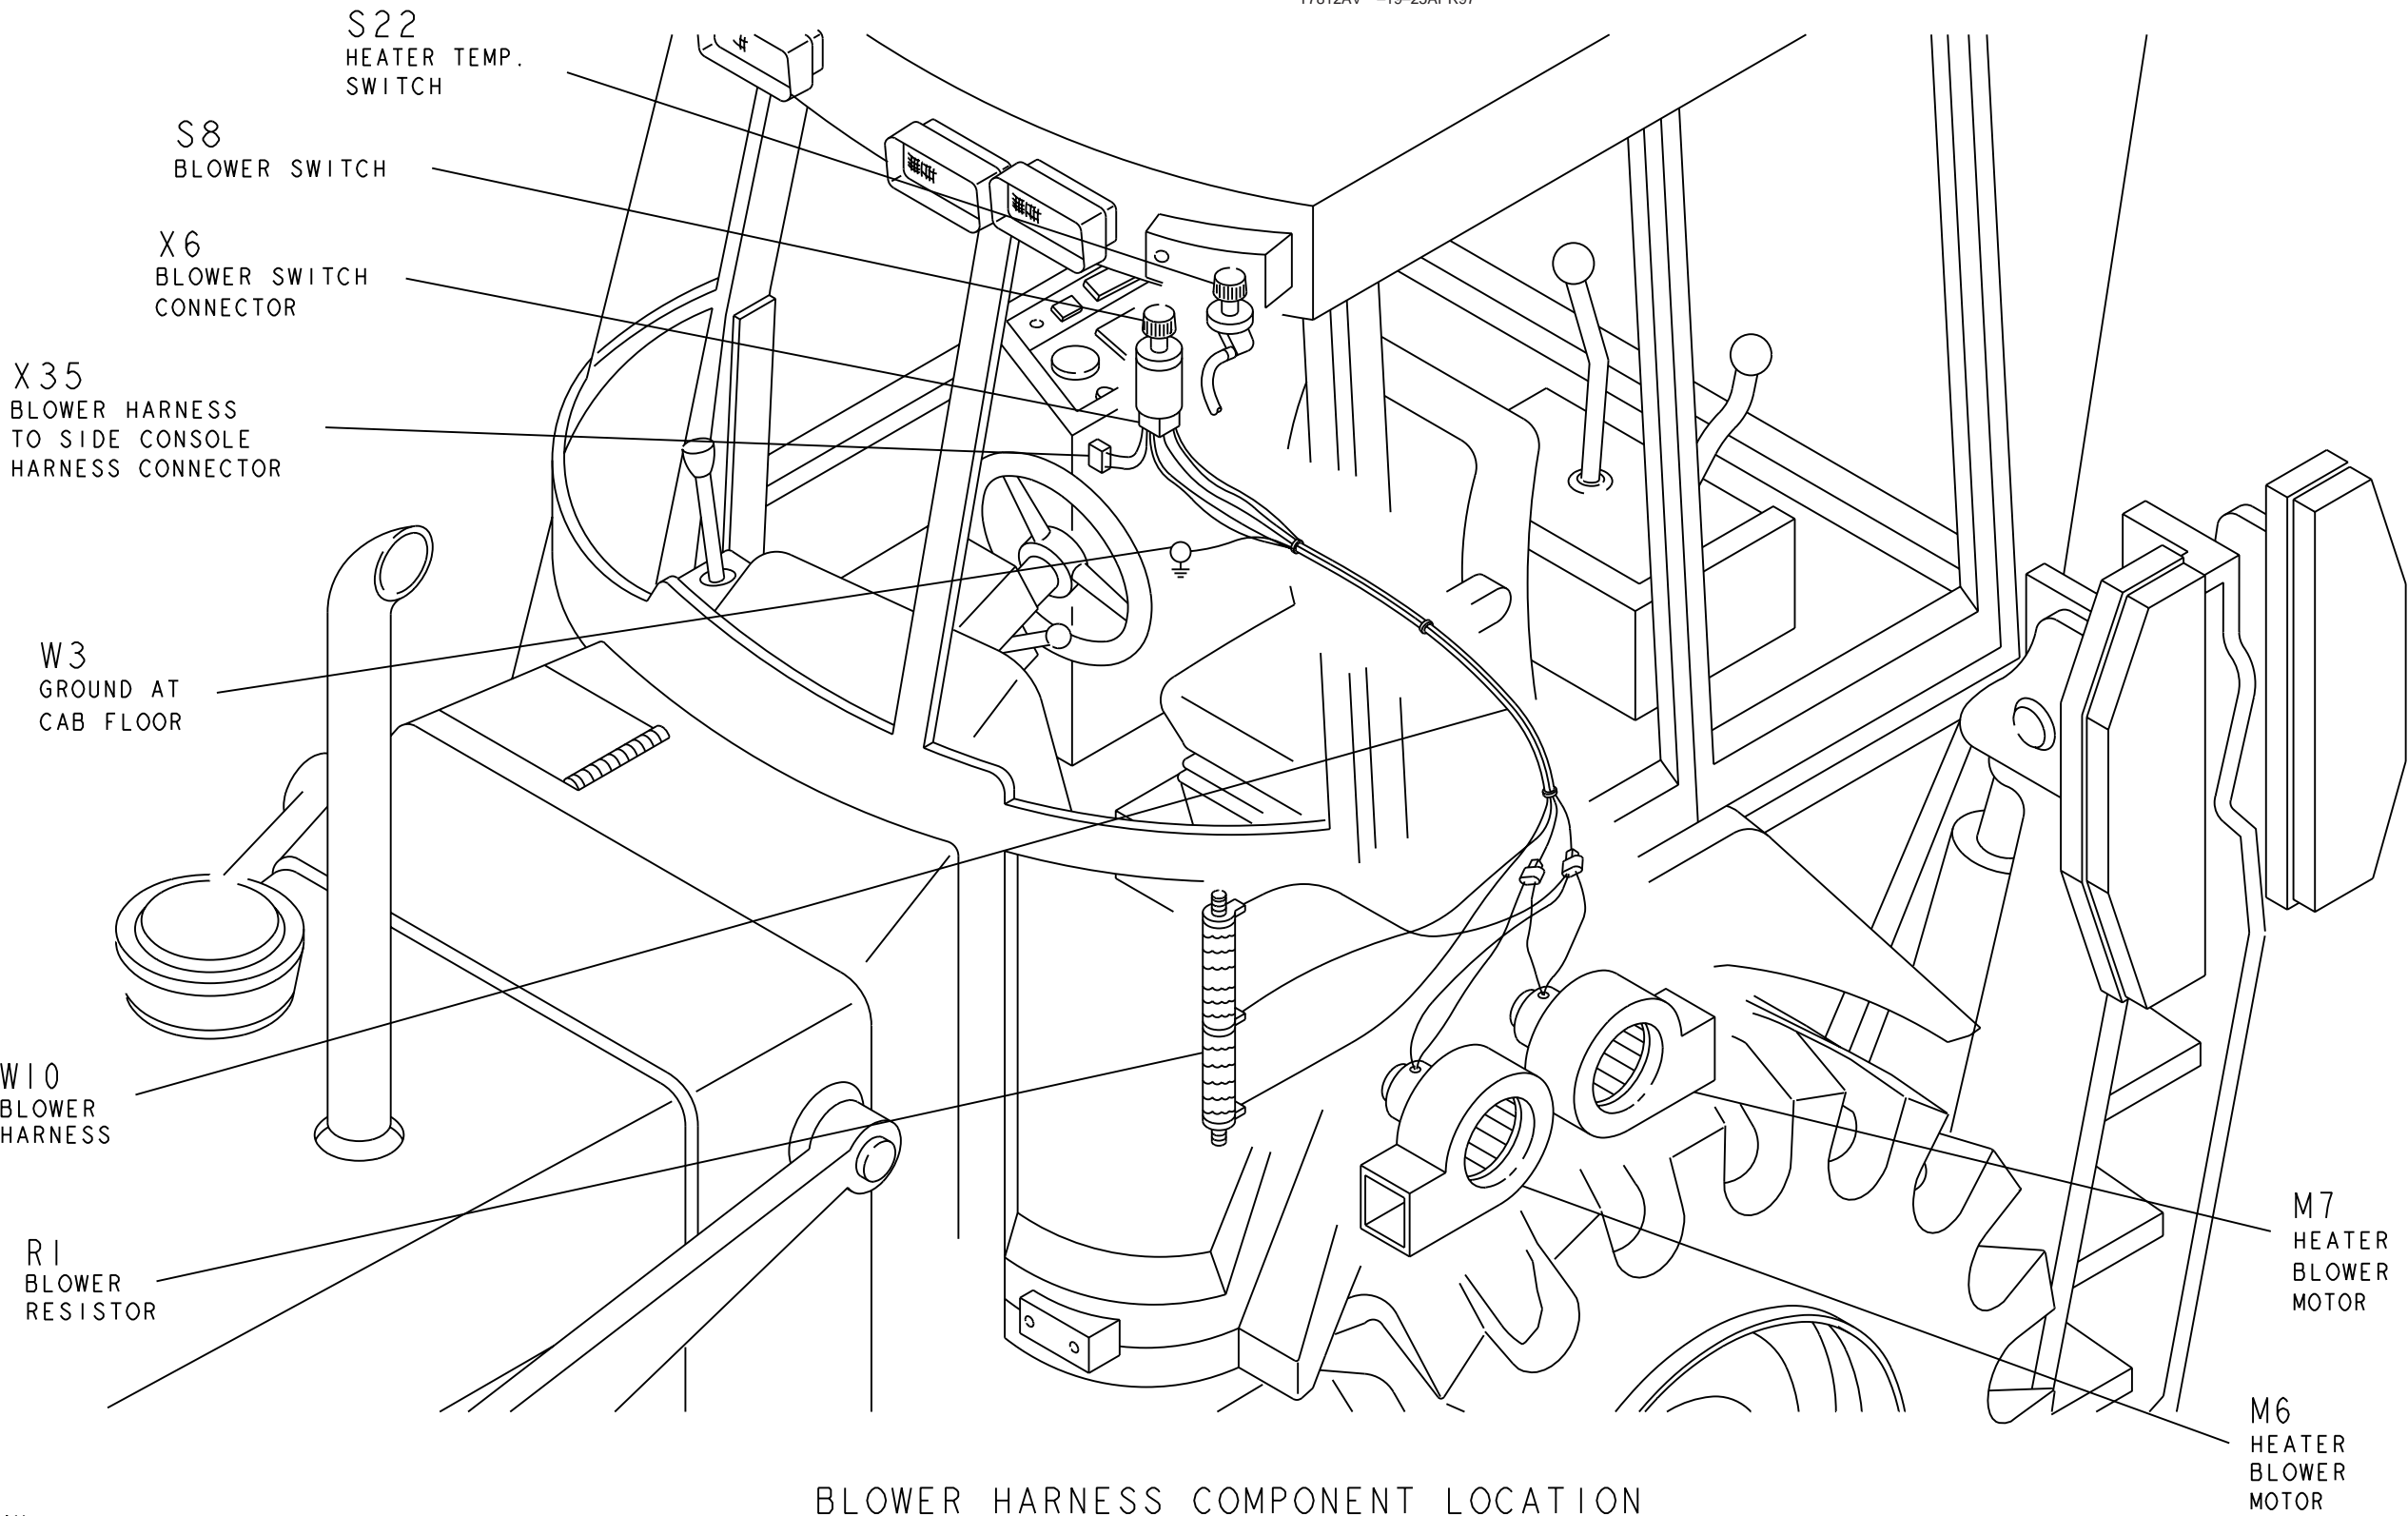 S22
HEATER TEMP.
SWITCH
S8
BLOWER SWITCH
X6
BLOWER SWITCH
CONNECTOR
X35
BLOWER HARNESS
TO SIDE CONSOLE
HARNESS CONNECTOR
W3
GROUND AT
CAB FLOOR
W10
BLOWER
HARNESS
R1
BLOWER
RESISTOR
M7
HEATER
BLOWER
MOTOR
M6
HEATER
BLOWER
MOTOR
BLOWER HARNESS COMPONENT LOCATION